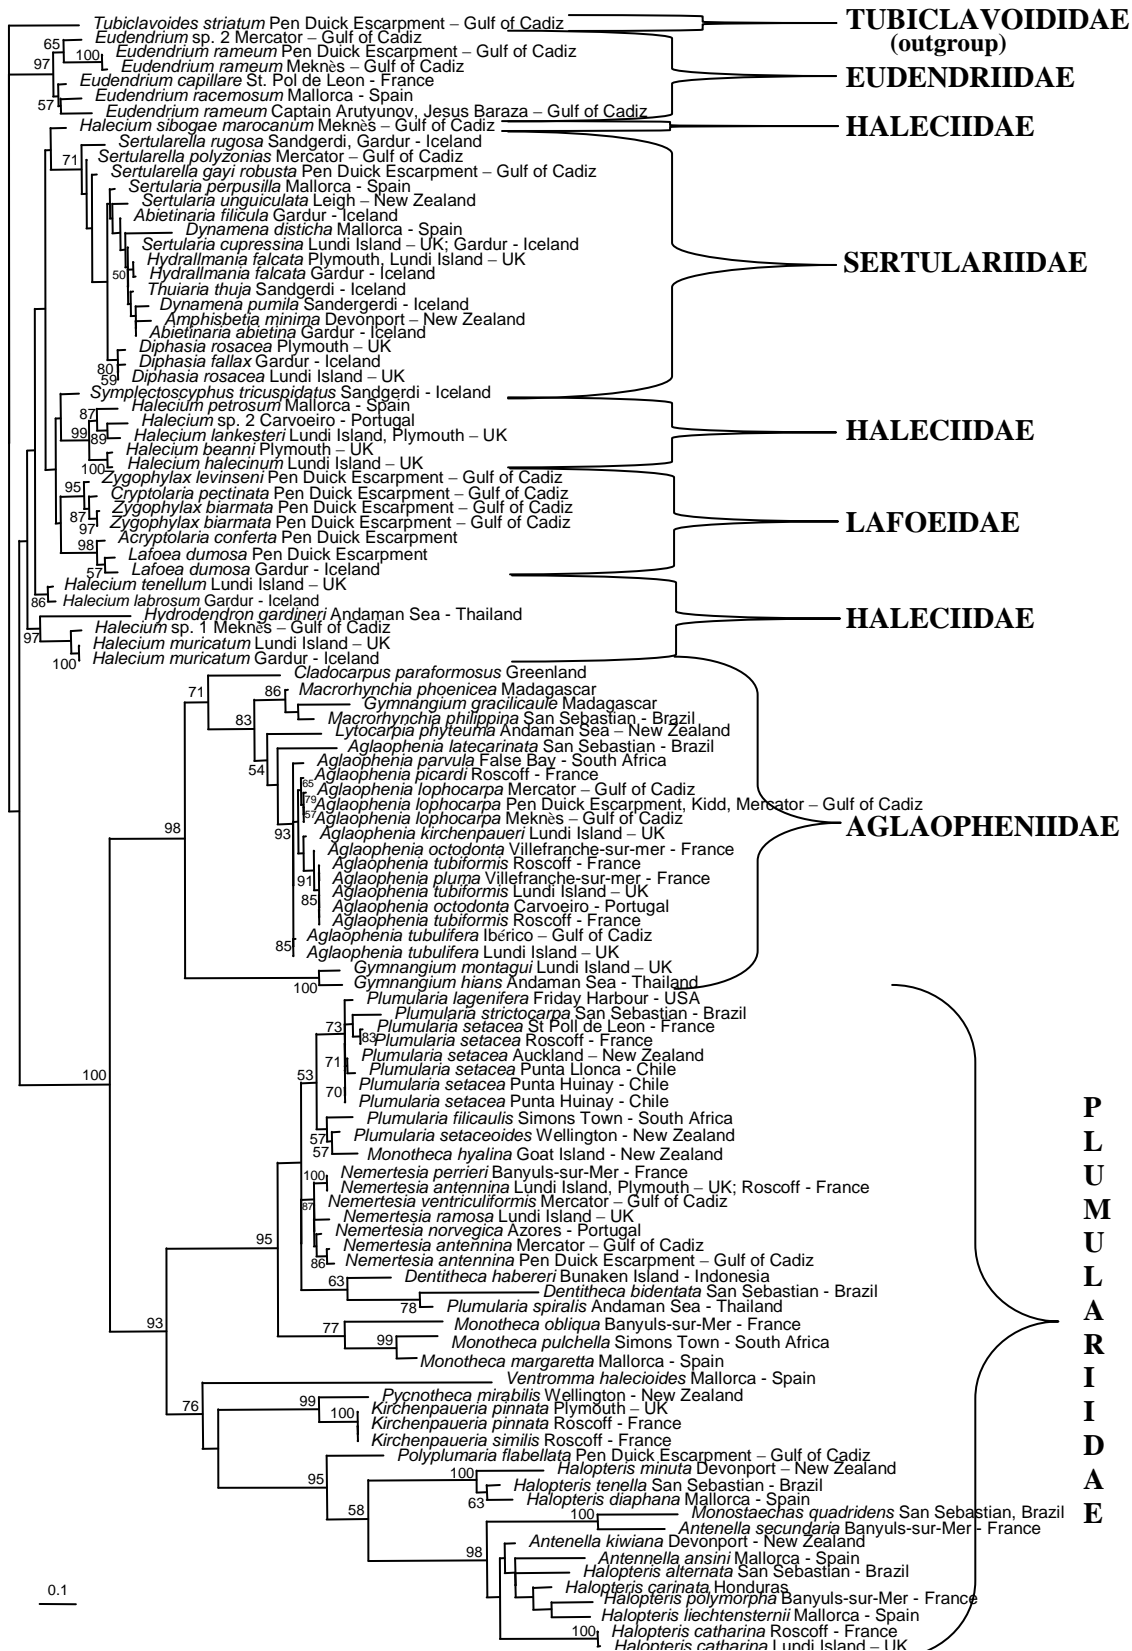 Tubiclavoides striatum Pen Duick Escarpment – Gulf of Cadiz
TUBICLAVOIDIDAE
(outgroup)
65
Eudendrium sp. 2 Mercator – Gulf of Cadiz
Eudendrium rameum Pen Duick Escarpment – Gulf of Cadiz
100
Eudendrium rameum Meknès – Gulf of Cadiz
97
EUDENDRIIDAE
Eudendrium capillare St. Pol de Leon - France
Eudendrium racemosum Mallorca - Spain
57
Eudendrium rameum Captain Arutyunov, Jesus Baraza – Gulf of Cadiz
Halecium sibogae marocanum Meknès – Gulf of Cadiz
HALECIIDAE
Sertularella rugosa Sandgerdi, Gardur - Iceland
71
Sertularella polyzonias Mercator – Gulf of Cadiz
Sertularella gayi robusta Pen Duick Escarpment – Gulf of Cadiz
Sertularia perpusilla Mallorca - Spain
Sertularia unguiculata Leigh – New Zealand
Abietinaria filicula Gardur - Iceland
Dynamena disticha Mallorca - Spain
Sertularia cupressina Lundi Island – UK; Gardur - Iceland
Hydrallmania falcata Plymouth, Lundi Island – UK
SERTULARIIDAE
50
Hydrallmania falcata Gardur - Iceland
Thuiaria thuja Sandgerdi - Iceland
Dynamena pumila Sandergerdi - Iceland
Amphisbetia minima Devonport – New Zealand
Abietinaria abietina Gardur - Iceland
Diphasia rosacea Plymouth – UK
80
Diphasia fallax Gardur - Iceland
59
Diphasia rosacea Lundi Island – UK
Symplectoscyphus tricuspidatus Sandgerdi - Iceland
87
Halecium petrosum Mallorca - Spain
Halecium sp. 2 Carvoeiro - Portugal
99
89
Halecium lankesteri Lundi Island, Plymouth – UK
HALECIIDAE
Halecium beanni Plymouth – UK
100
Halecium halecinum Lundi Island – UK
Zygophylax levinseni Pen Duick Escarpment – Gulf of Cadiz
95
Cryptolaria pectinata Pen Duick Escarpment – Gulf of Cadiz
Zygophylax biarmata Pen Duick Escarpment – Gulf of Cadiz
87
97
Zygophylax biarmata Pen Duick Escarpment – Gulf of Cadiz
LAFOEIDAE
Acryptolaria conferta Pen Duick Escarpment
98
Lafoea dumosa Pen Duick Escarpment
57
Lafoea dumosa Gardur - Iceland
Halecium tenellum Lundi Island – UK
86
Halecium labrosum Gardur - Iceland
Hydrodendron gardineri Andaman Sea - Thailand
HALECIIDAE
97
Halecium sp. 1 Meknès – Gulf of Cadiz
Halecium muricatum Lundi Island – UK
100
Halecium muricatum Gardur - Iceland
Cladocarpus paraformosus Greenland
71
86
Macrorhynchia phoenicea Madagascar
Gymnangium gracilicaule Madagascar
83
Macrorhynchia philippina San Sebastian - Brazil
Lytocarpia phyteuma Andaman Sea – New Zealand
Aglaophenia latecarinata San Sebastian - Brazil
54
Aglaophenia parvula False Bay - South Africa
Aglaophenia picardi Roscoff - France
65
Aglaophenia lophocarpa Mercator – Gulf of Cadiz
79
Aglaophenia lophocarpa Pen Duick Escarpment, Kidd, Mercator – Gulf of Cadiz
57
Aglaophenia lophocarpa Meknès – Gulf of Cadiz
98
93
AGLAOPHENIIDAE
Aglaophenia kirchenpaueri Lundi Island – UK
Aglaophenia octodonta Villefranche-sur-mer - France
Aglaophenia tubiformis Roscoff - France
91
Aglaophenia pluma Villefranche-sur-mer - France
Aglaophenia tubiformis Lundi Island – UK
85
Aglaophenia octodonta Carvoeiro - Portugal
Aglaophenia tubiformis Roscoff - France
Aglaophenia tubulifera Ibérico – Gulf of Cadiz
85
Aglaophenia tubulifera Lundi Island – UK
Gymnangium montagui Lundi Island – UK
100
Gymnangium hians Andaman Sea - Thailand
Plumularia lagenifera Friday Harbour - USA
Plumularia strictocarpa San Sebastian - Brazil
73
Plumularia setacea St Poll de Leon - France
83
Plumularia setacea Roscoff - France
Plumularia setacea Auckland – New Zealand
71
Plumularia setacea Punta Llonca - Chile
100
53
Plumularia setacea Punta Huinay - Chile
70
Plumularia setacea Punta Huinay - Chile
Plumularia filicaulis Simons Town - South Africa
57
Plumularia setaceoides Wellington - New Zealand
57
Monotheca hyalina Goat Island - New Zealand
100
Nemertesia perrieri Banyuls-sur-Mer - France
Nemertesia antennina Lundi Island, Plymouth – UK; Roscoff - France
87
Nemertesia ventriculiformis Mercator – Gulf of Cadiz
Nemertesia ramosa Lundi Island – UK
Nemertesia norvegica Azores - Portugal
95
Nemertesia antennina Mercator – Gulf of Cadiz
86
Nemertesia antennina Pen Duick Escarpment – Gulf of Cadiz
63
Dentitheca habereri Bunaken Island - Indonesia
Dentitheca bidentata San Sebastian - Brazil
78
Plumularia spiralis Andaman Sea - Thailand
93
77
Monotheca obliqua Banyuls-sur-Mer - France
99
Monotheca pulchella Simons Town - South Africa
Monotheca margaretta Mallorca - Spain
Ventromma halecioides Mallorca - Spain
76
99
Pycnotheca mirabilis Wellington - New Zealand
100
Kirchenpaueria pinnata Plymouth – UK
Kirchenpaueria pinnata Roscoff - France
Kirchenpaueria similis Roscoff - France
Polyplumaria flabellata Pen Duick Escarpment – Gulf of Cadiz
95
100
Halopteris minuta Devonport – New Zealand
Halopteris tenella San Sebastian - Brazil
63
Halopteris diaphana Mallorca - Spain
58
100
Monostaechas quadridens San Sebastian, Brazil
Antenella secundaria Banyuls-sur-Mer - France
Antenella kiwiana Devonport - New Zealand
98
Antennella ansini Mallorca - Spain
Halopteris alternata San Sebastian - Brazil
Halopteris carinata Honduras
Halopteris polymorpha Banyuls-sur-Mer - France
Halopteris liechtensternii Mallorca - Spain
100
Halopteris catharina Roscoff - France
Halopteris catharina Lundi Island – UK
PLUMULARIIDAE
0.1